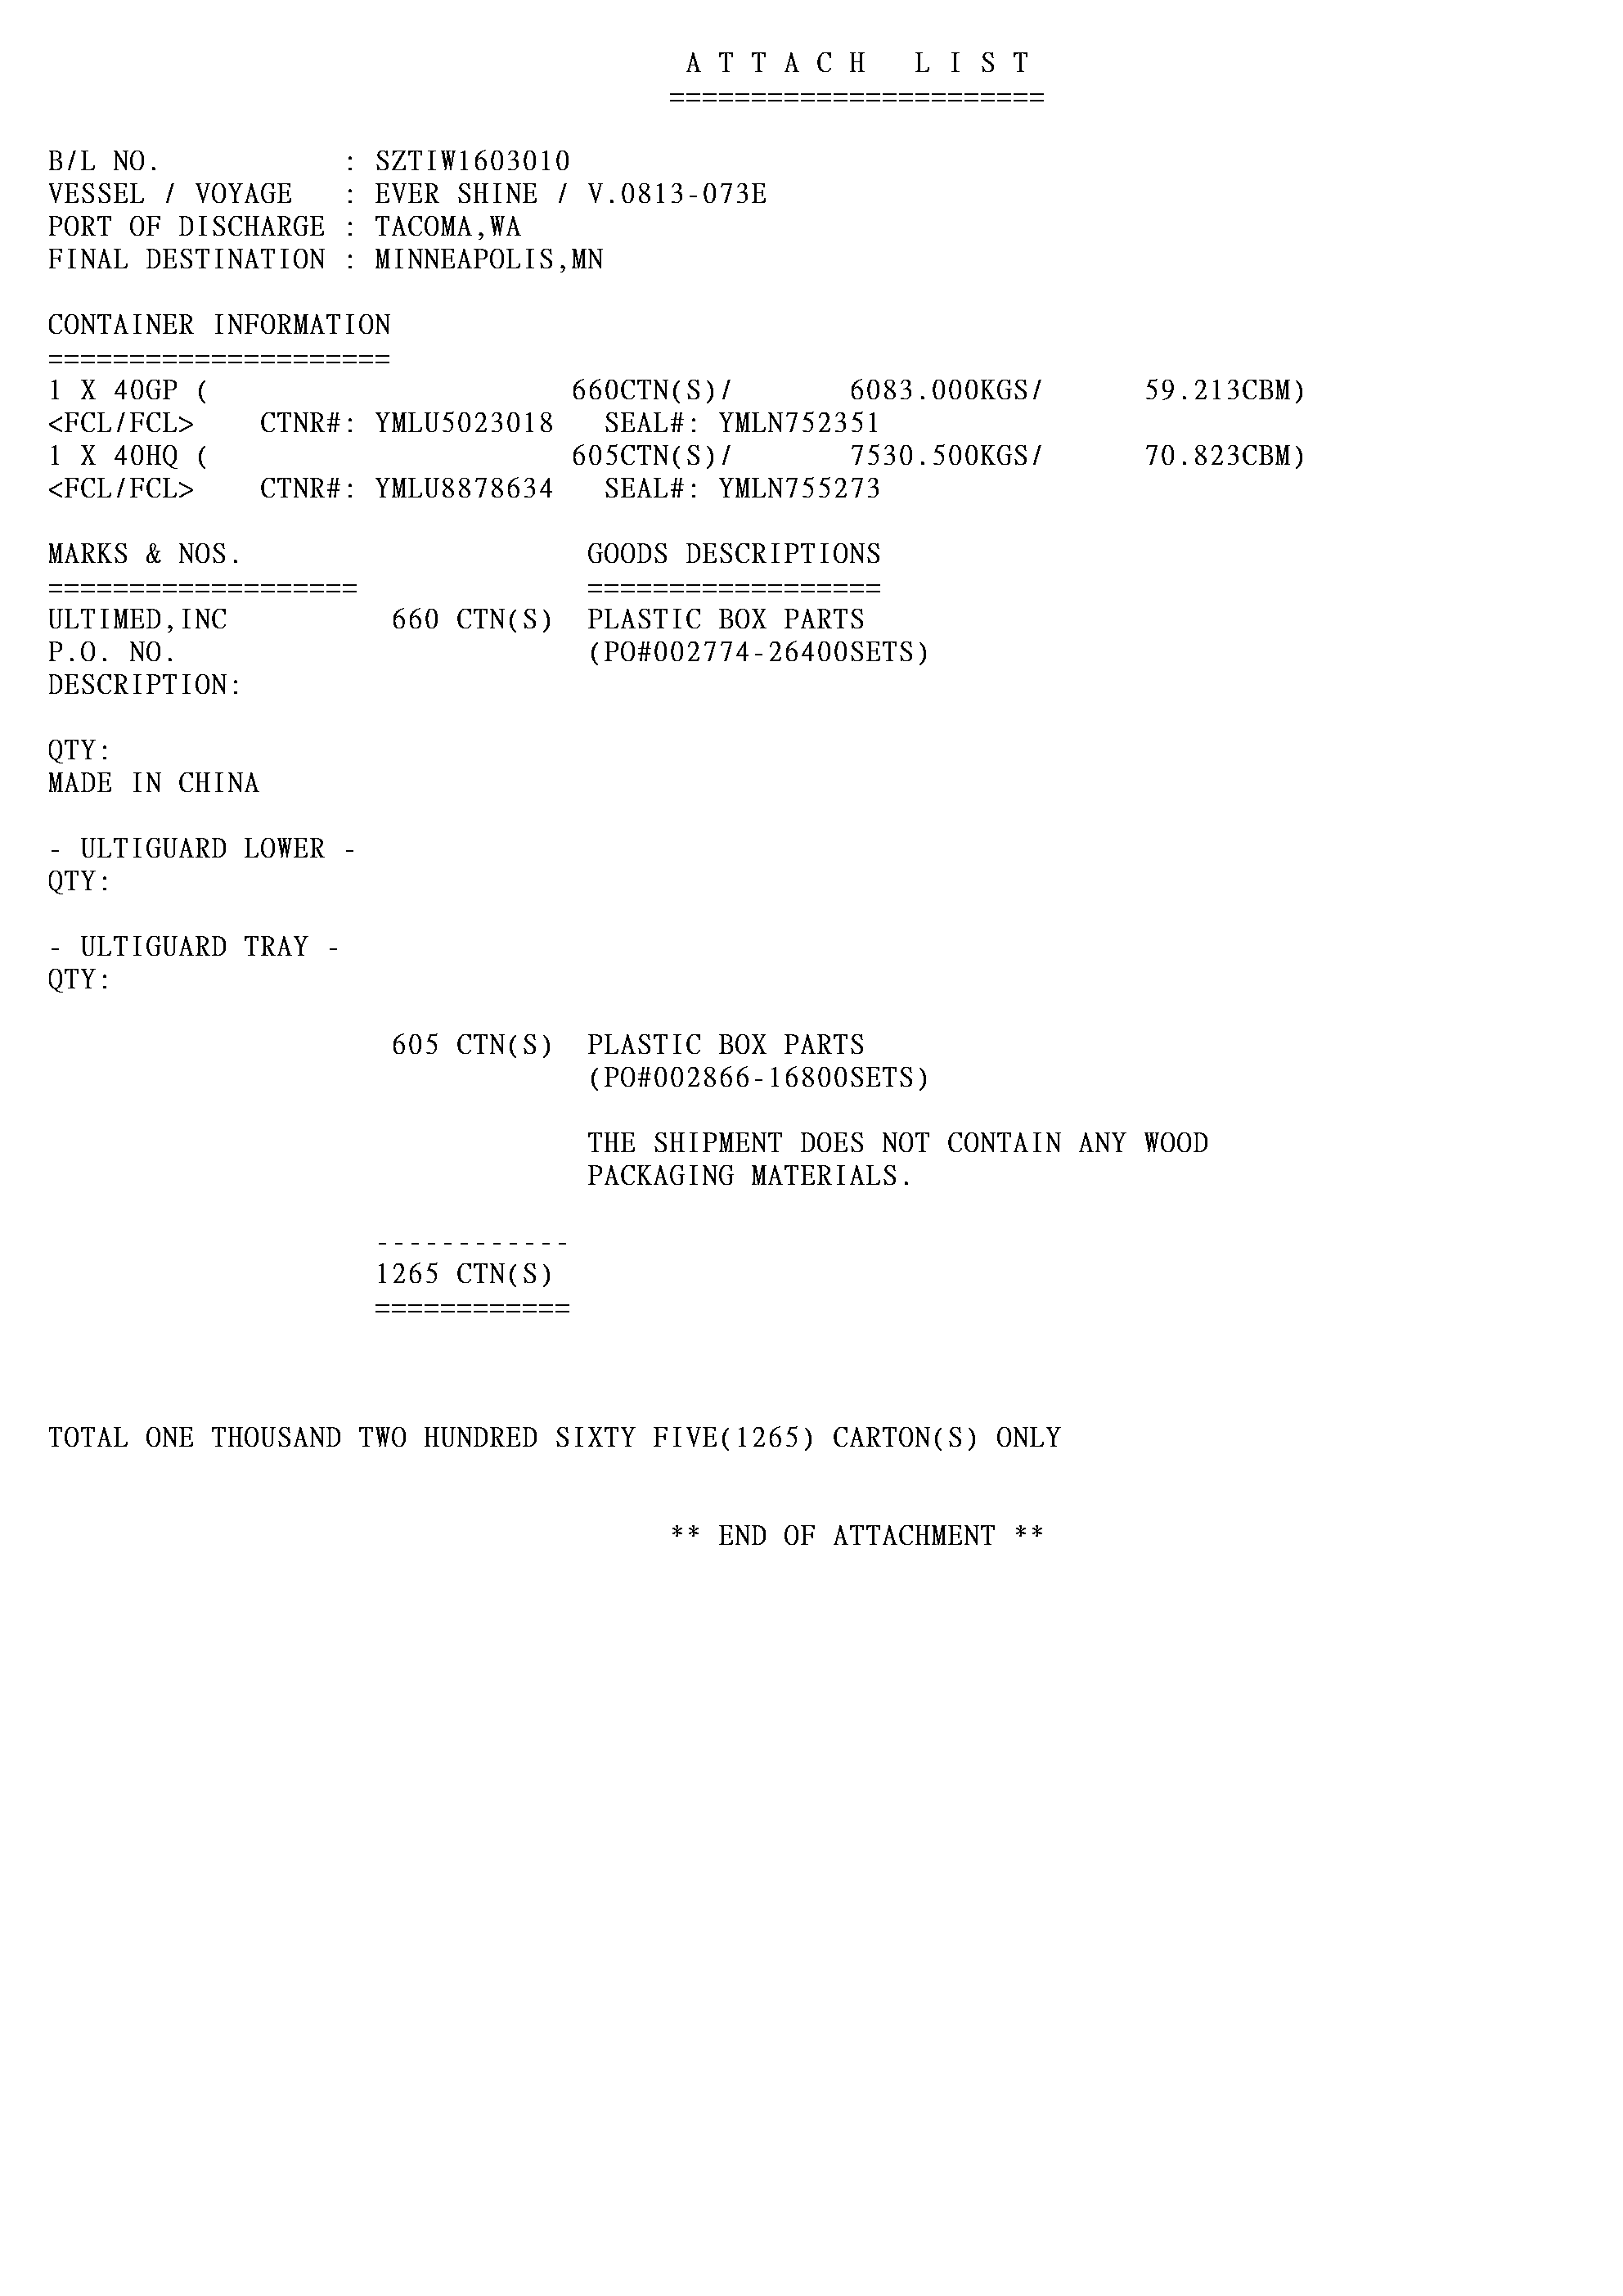 A T T A C H   L I S T
=======================
B/L NO. : SZTIW1603010
VESSEL / VOYAGE : EVER SHINE / V.0813-073E
PORT OF DISCHARGE : TACOMA,WA
FINAL DESTINATION : MINNEAPOLIS,MN
CONTAINER INFORMATION
=====================
1 X 40GP ( 660CTN(S)/ 6083.000KGS/ 59.213CBM)
<FCL/FCL> CTNR#: YMLU5023018 SEAL#: YMLN752351
1 X 40HQ ( 605CTN(S)/ 7530.500KGS/ 70.823CBM)
<FCL/FCL> CTNR#: YMLU8878634 SEAL#: YMLN755273
MARKS & NOS. GOODS DESCRIPTIONS
=================== ==================
ULTIMED,INC 660 CTN(S) PLASTIC BOX PARTS
P.O. NO. (PO#002774-26400SETS)
DESCRIPTION:
QTY:
MADE IN CHINA
- ULTIGUARD LOWER -
QTY:
- ULTIGUARD TRAY -
QTY:
605 CTN(S) PLASTIC BOX PARTS
(PO#002866-16800SETS)
THE SHIPMENT DOES NOT CONTAIN ANY WOOD
PACKAGING MATERIALS.
------------
1265 CTN(S)
============
TOTAL ONE THOUSAND TWO HUNDRED SIXTY FIVE(1265) CARTON(S) ONLY
** END OF ATTACHMENT **